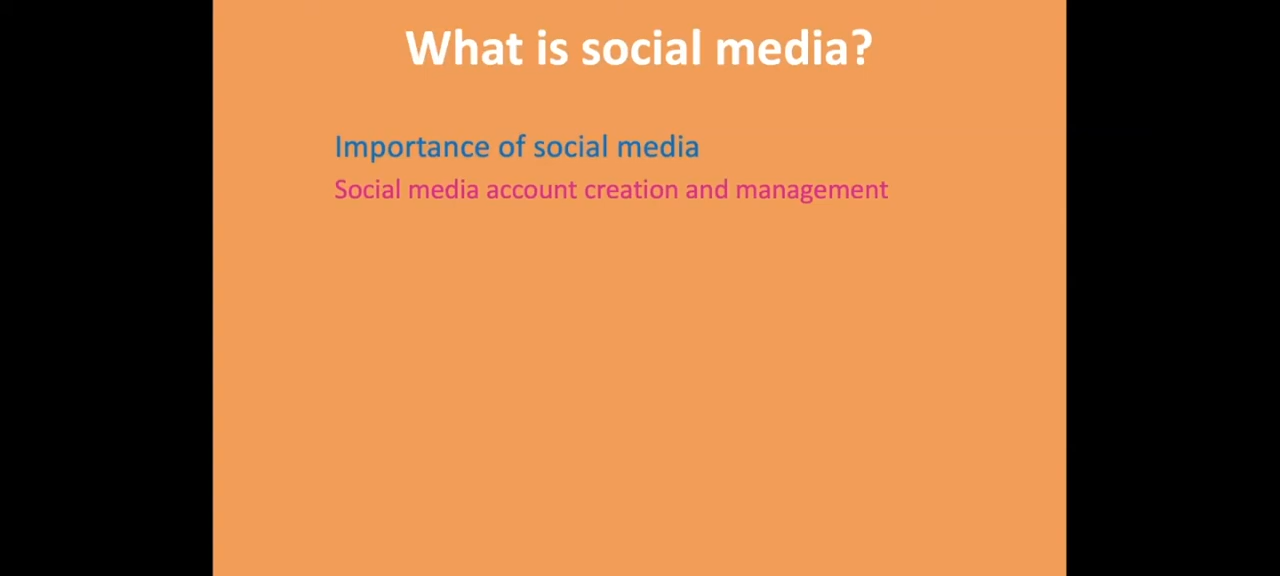 What is social media?
Importance of social media
Social media account creation and management